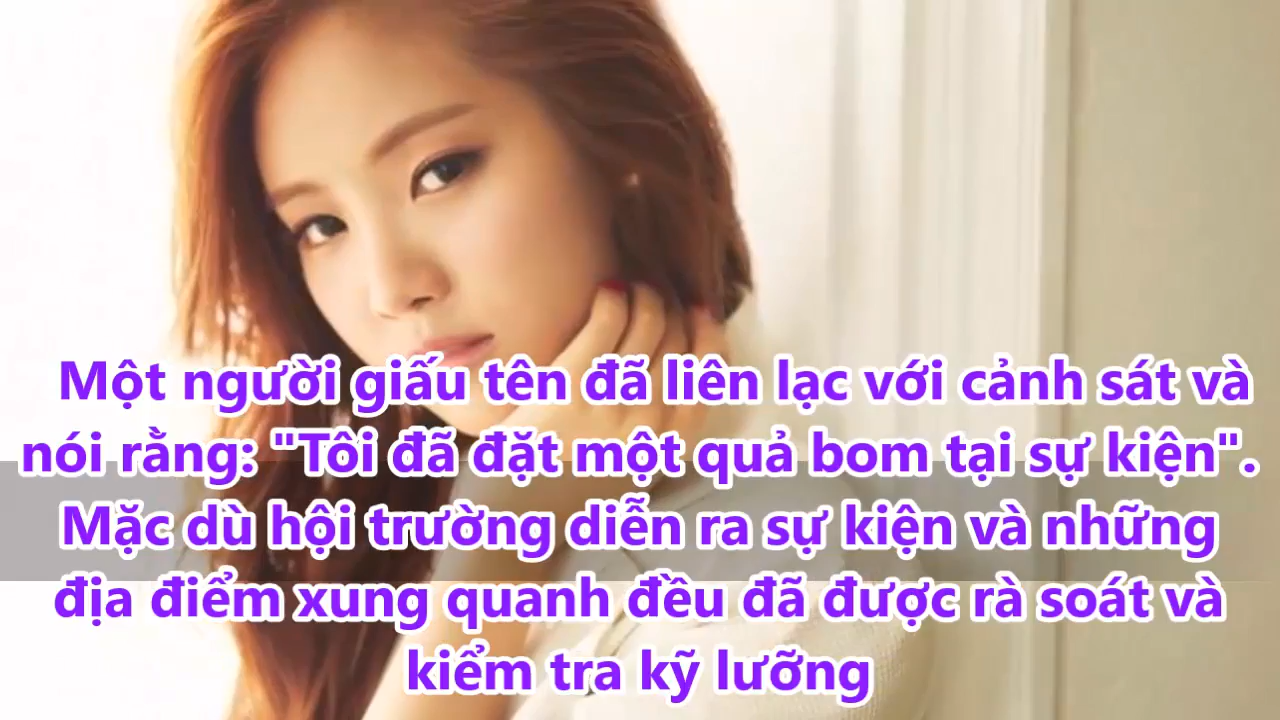 Một người giấu tên đã liên lạc với cảnh sát và
nói rằng: "Tôi đã đặt một quả bom tại sự kiện".
Mặc dù hội trường diễn ra sự kiện và những
địa điểm xung quanh đều đã được rà soát và
kiểm tra kỹ lưỡng